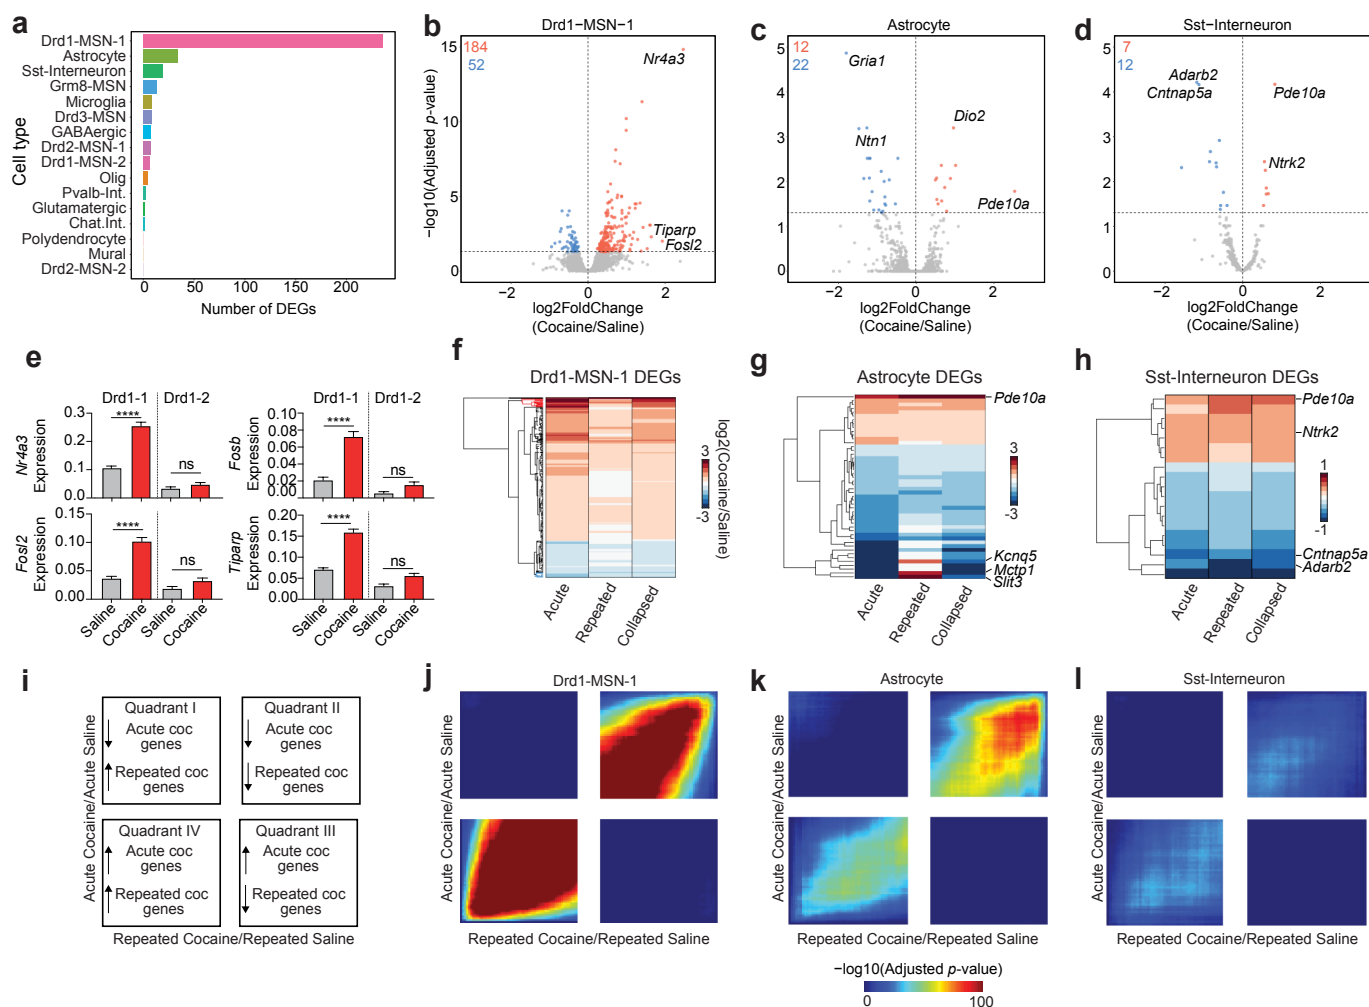 a
Drd1-MSN-1
Astrocyte
Sst-Interneuron
Grm8-MSN
Microglia
Drd3-MSN
GABAergic
Drd2-MSN-1
Drd1-MSN-2
Olig
Pvalb-Int.
Glutamatergic
Chat.Int.
Polydendrocyte
Mural
Drd2-MSN-2
Cell type
0 100 200
Number of DEGs
b
Drd1−MSN−1
184
52
Nr4a3
Tiparp
Fosl2
15
10
5
0
−log10(Adjusted p-value)
−2 0 2
log2FoldChange
(Cocaine/Saline)
c
Astrocyte
12
22
Gria1
Dio2
Ntn1
Pde10a
5
4
3
2
1
0
−2 0 2
log2FoldChange
(Cocaine/Saline)
d
Sst−Interneuron
7
12
Adarb2
Cntnap5a
Pde10a
Ntrk2
5
4
3
2
1
0
−2 0 2
log2FoldChange
(Cocaine/Saline)
e
Drd1-1 Drd1-2
Nr4a3
Expression
0.3
0.2
0.1
0.0
****
ns
Drd1-1 Drd1-2
Fosb
Expression
0.10
0.08
0.06
0.04
0.02
0.00
****
ns
Fosl2
Expression
0.15
0.10
0.05
0.00
****
ns
Saline
Cocaine
Saline
Cocaine
Tiparp
Expression
0.20
0.15
0.10
0.05
0.00
****
ns
Saline
Cocaine
Saline
Cocaine
f
Drd1-MSN-1 DEGs
Acute
Repeated
Collapsed
3
-3
log2(Cocaine/Saline)
g
Astrocyte DEGs
Pde10a
Kcnq5
Mctp1
Slit3
Acute
Repeated
Collapsed
3
-3
h
Sst-Interneuron DEGs
Pde10a
Ntrk2
Cntnap5a
Adarb2
Acute
Repeated
Collapsed
1
-1
i
Quadrant I
Acute coc
genes
Repeated coc
genes
Quadrant II
Acute coc
genes
Repeated coc
genes
Quadrant IV
Acute coc
genes
Repeated coc
genes
Quadrant III
Acute coc
genes
Repeated coc
genes
Acute Cocaine/Acute Saline
Repeated Cocaine/Repeated Saline
j
Drd1-MSN-1
Acute Cocaine/Acute Saline
Repeated Cocaine/Repeated Saline
k
Astrocyte
Repeated Cocaine/Repeated Saline
l
Sst-Interneuron
Acute Cocaine/Acute Saline
Repeated Cocaine/Repeated Saline
−log10(Adjusted p-value)
0 100